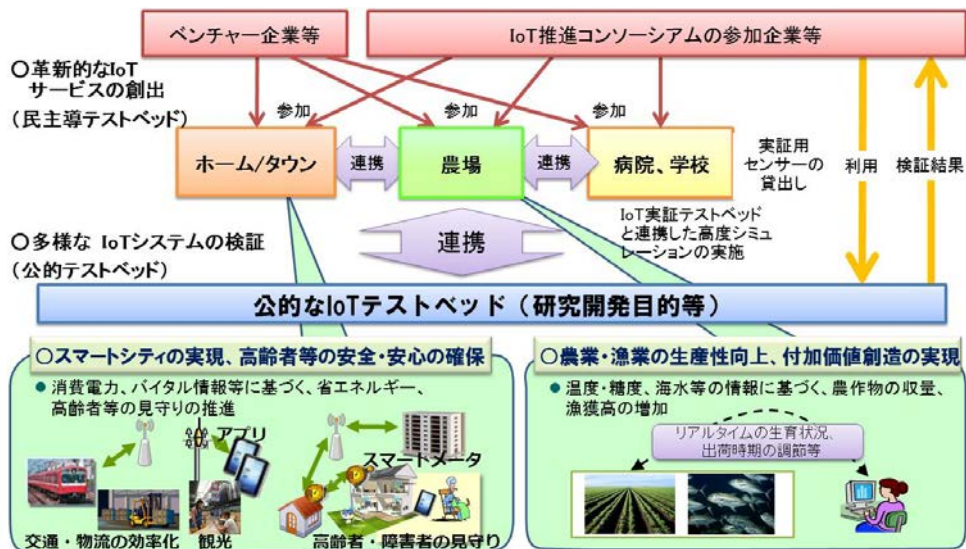 ベンチャー企業等
IoT推進コンソーシアムの参加企業等
○革新的なIoT
サービスの創出
（民主導テストベッド）
参加
参加
参加
ホーム/タウン
連携
農場
連携
病院、学校
実証用
センサーの
貸出し
利用
検証結果
IoT実証テストベッド
と連携した高度シミュ
レーションの実施
連携
○多様な IoTシステムの検証
（公的テストベッド）
公的なIoTテストベッド（研究開発目的等）
○スマートシティの実現、高齢者等の安全・安心の確保
● 消費電力、バイタル情報等に基づく、省エネルギー、
高齢者等の見守りの推進
アプリ
スマートメータ
交通・物流の効率化
観光
高齢者・障害者の見守り
○農業・漁業の生産性向上、付加価値創造の実現
● 温度・糖度、海水等の情報に基づく、農作物の収量、
漁獲高の増加
リアルタイムの生育状況、
出荷時期の調節等